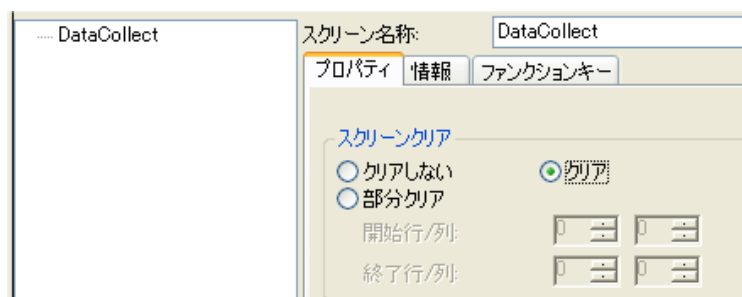 DataCollect
スクリーン名称: DataCollect
プロパティ 情報 ファンクションキー
スクリーンクリア
クリアしない クリア
部分クリア
開始行/列: 0 0
終了行/列: 0 0